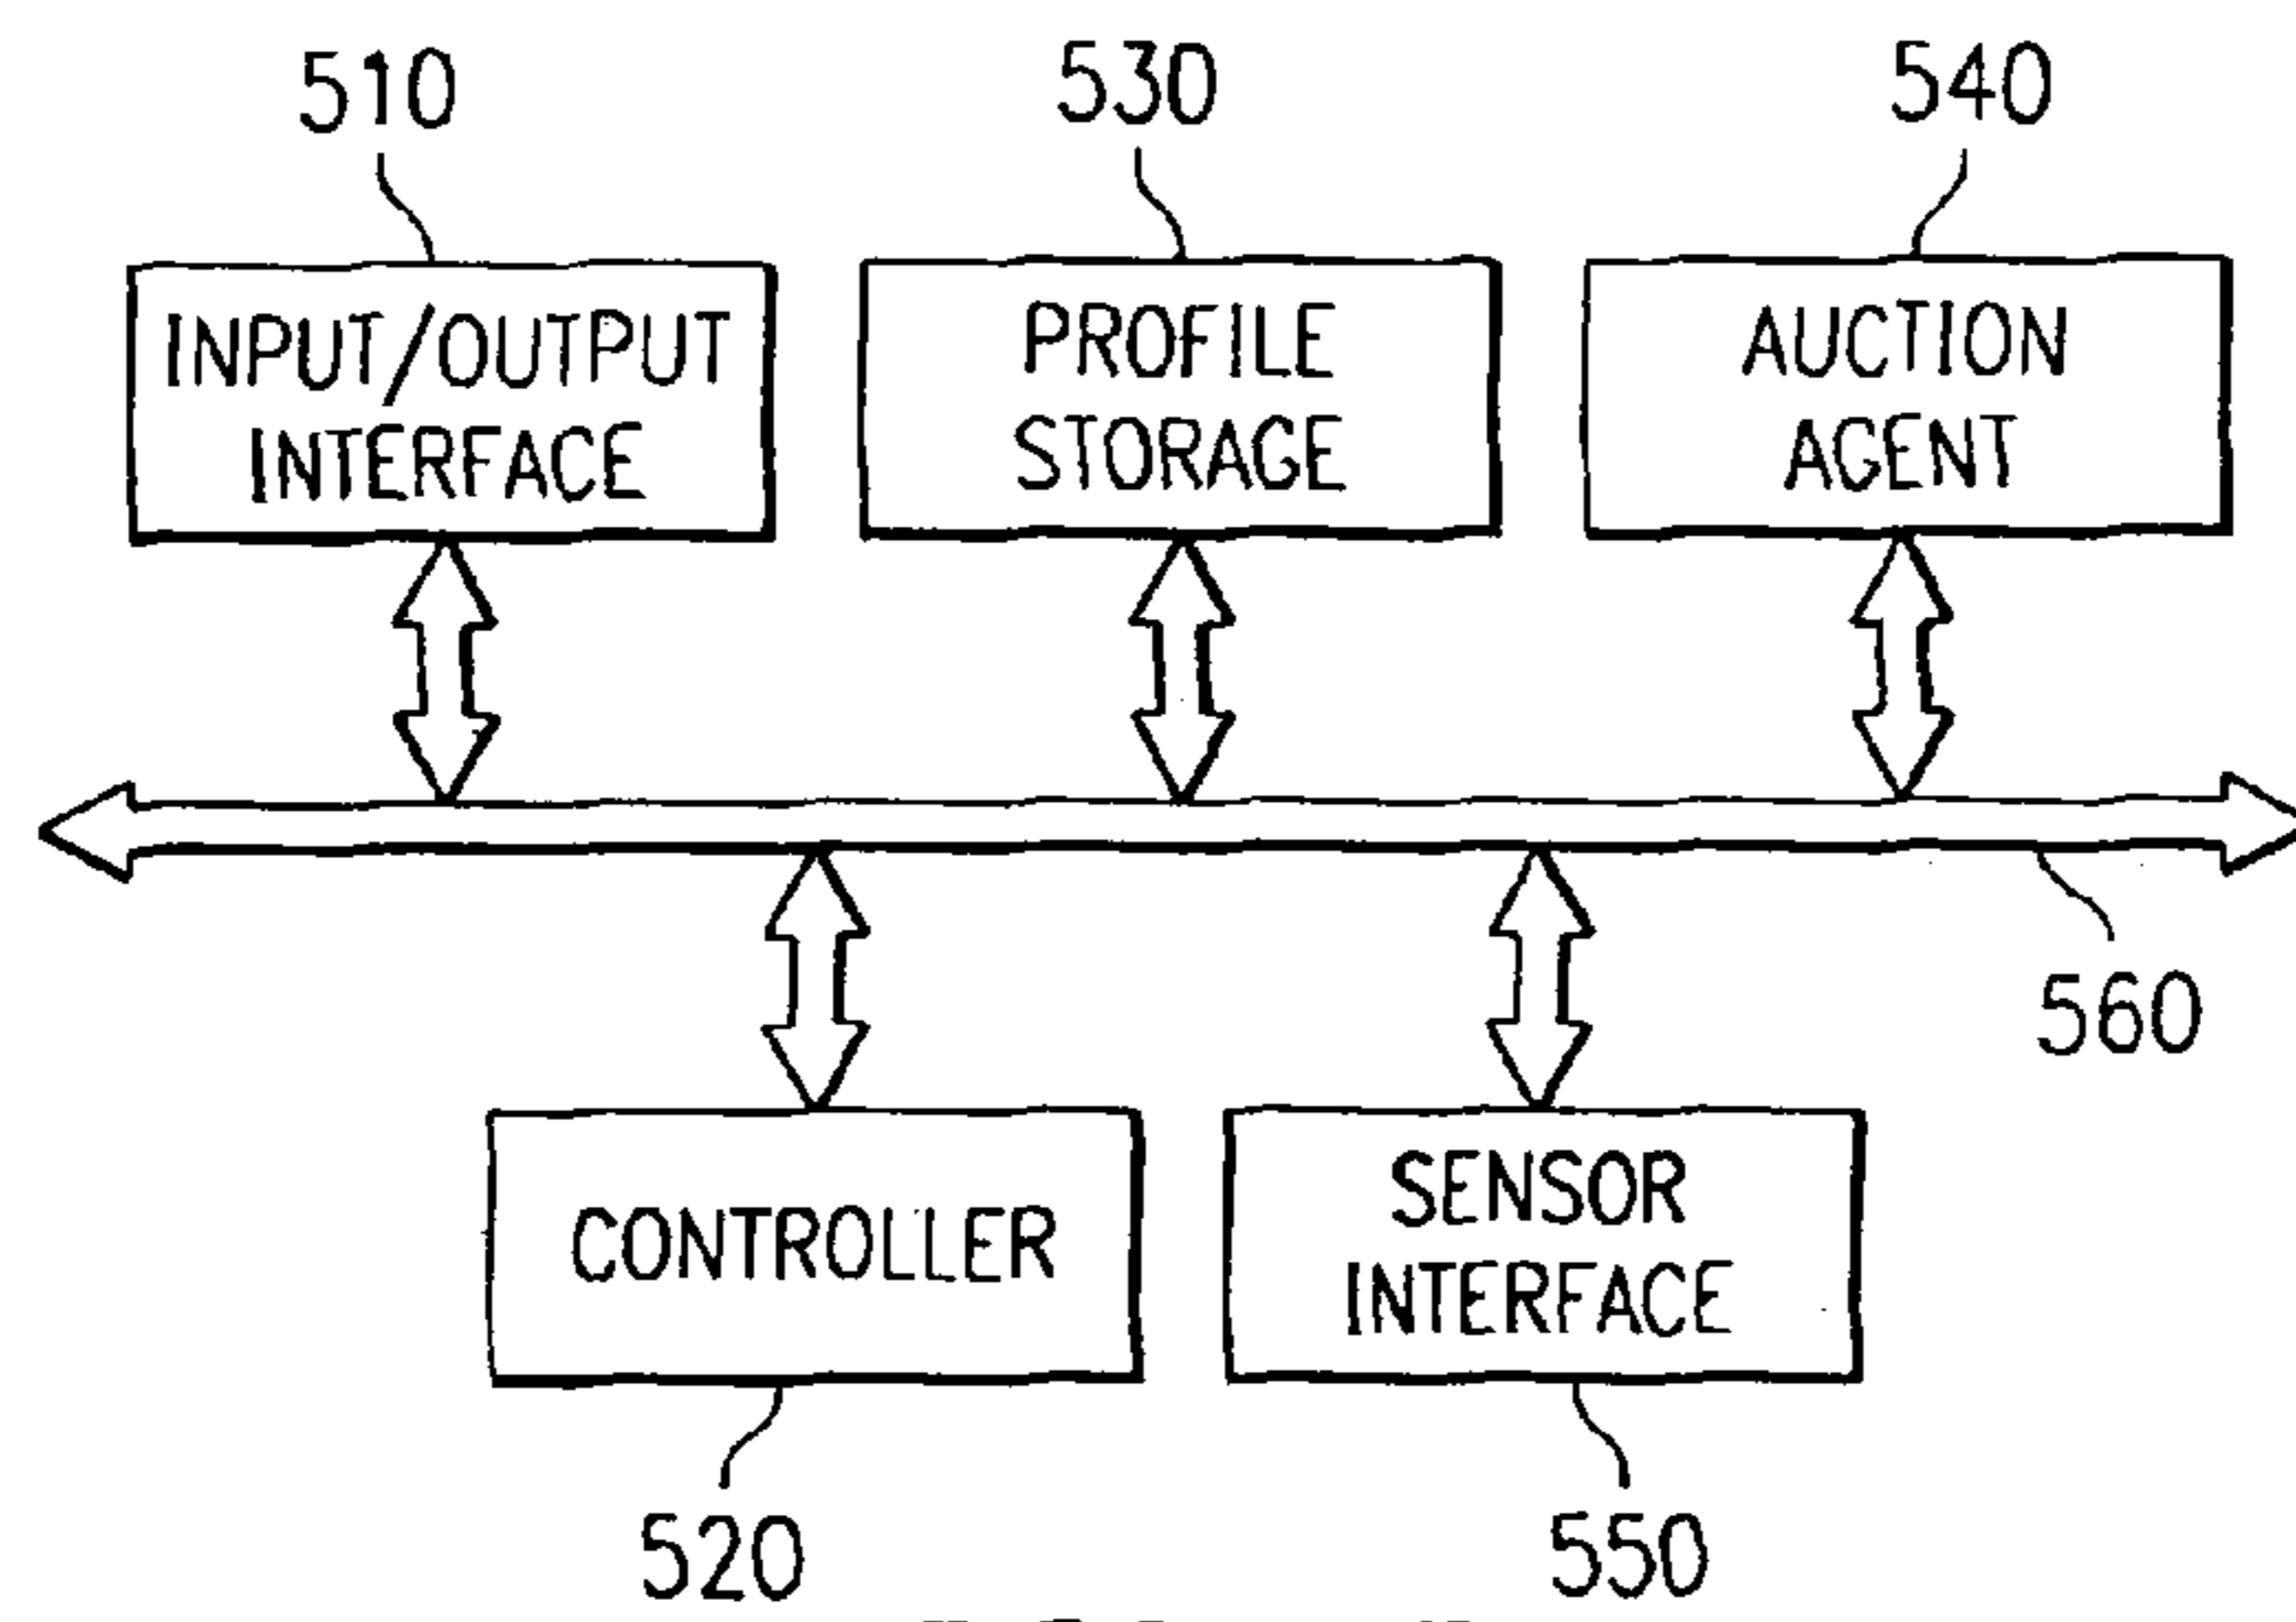 510
530
540
INPUT/OUTPUT
INTERFACE
PROFILE
STORAGE
AUCTION
AGENT
560
CONTROLLER
SENSOR
INTERFACE
520
550